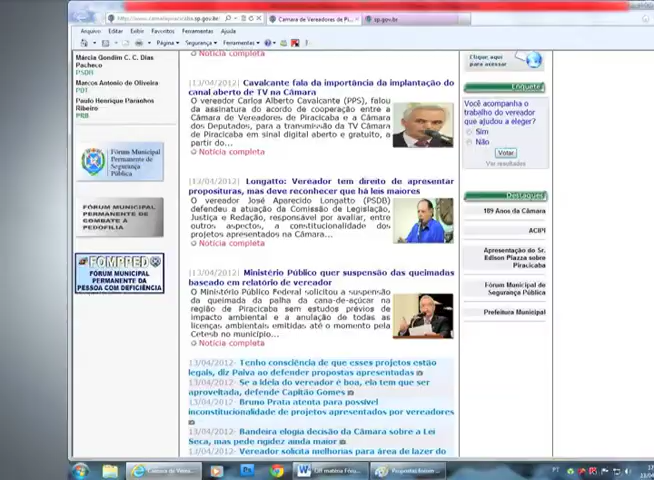 Câmara de Vereadores de Pi...
sp.gov.br
Arquivo Editar Exibir Favoritos Ferramentas Ajuda
Página Segurança Ferramentas
Márcia Gondim C. C. Dias
Pacheco
PSDB
Marcos Antonio de Oliveira
PDT
Paulo Henrique Paranhos
Ribeiro
PRB
Fórum Municipal
Permanente de
Segurança
Pública
FÓRUM MUNICIPAL
PERMANENTE DE
COMBATE À
PEDOFILIA
FOMPPED
FÓRUM MUNICIPAL
PERMANENTE DA
PESSOA COM DEFICIÊNCIA
Notícia completa
[13/04/2012] Cavalcante fala da importância da implantação do
canal aberto de TV na Câmara
O vereador Carlos Alberto Cavalcante (PPS), falou
da assinatura do acordo de cooperação entre a
Câmara de Vereadores de Piracicaba e a Câmara
dos Deputados, para a transmissão da TV Câmara
de Piracicaba em sinal digital aberto e gratuito, a
partir do...
Notícia completa
[13/04/2012] Longatto: Vereador tem direito de apresentar
proposituras, mas deve reconhecer que há leis maiores
O vereador José Aparecido Longatto (PSDB)
defendeu a atuação da Comissão de Legislação,
Justiça e Redação, responsável por avaliar, entre
outros aspectos, a constitucionalidade dos
projetos apresentados na Câmara...
Notícia completa
[13/04/2012] Ministério Público quer suspensão das queimadas
baseado em relatório de vereador
O Ministério Público Federal solicitou a suspensão
da queimada da palha da cana-de-açúcar na
região de Piracicaba sem estudos prévios de
impacto ambiental e a anulação de todas as
licenças ambientais emitidas até o momento pela
Cetesb no município...
Notícia completa
13/04/2012- Tenho consciência de que esses projetos estão
legais, diz Paiva ao defender propostas apresentadas
13/04/2012- Se a ideia do vereador é boa, ela tem que ser
aproveitada, defende Capitão Gomes
13/04/2012- Bruno Prata atenta para possível
inconstitucionalidade de projetos apresentados por vereadores
13/04/2012- Bandeira elogia decisão da Câmara sobre a Lei
Seca, mas pede rigidez ainda maior
13/04/2012- Vereador solicita melhorias para área de lazer do
Clique, aqui
para acessar
Enquete
Você acompanha o
trabalho do vereador
que ajudou a eleger?
Sim
Não
Votar
Ver resultados
Destaques
189 Anos da Câmara
ACIPI
Apresentação do Sr.
Edison Piazza sobre
Piracicaba
Fórum Municipal de
Segurança Pública
Prefeitura Municipal
PT